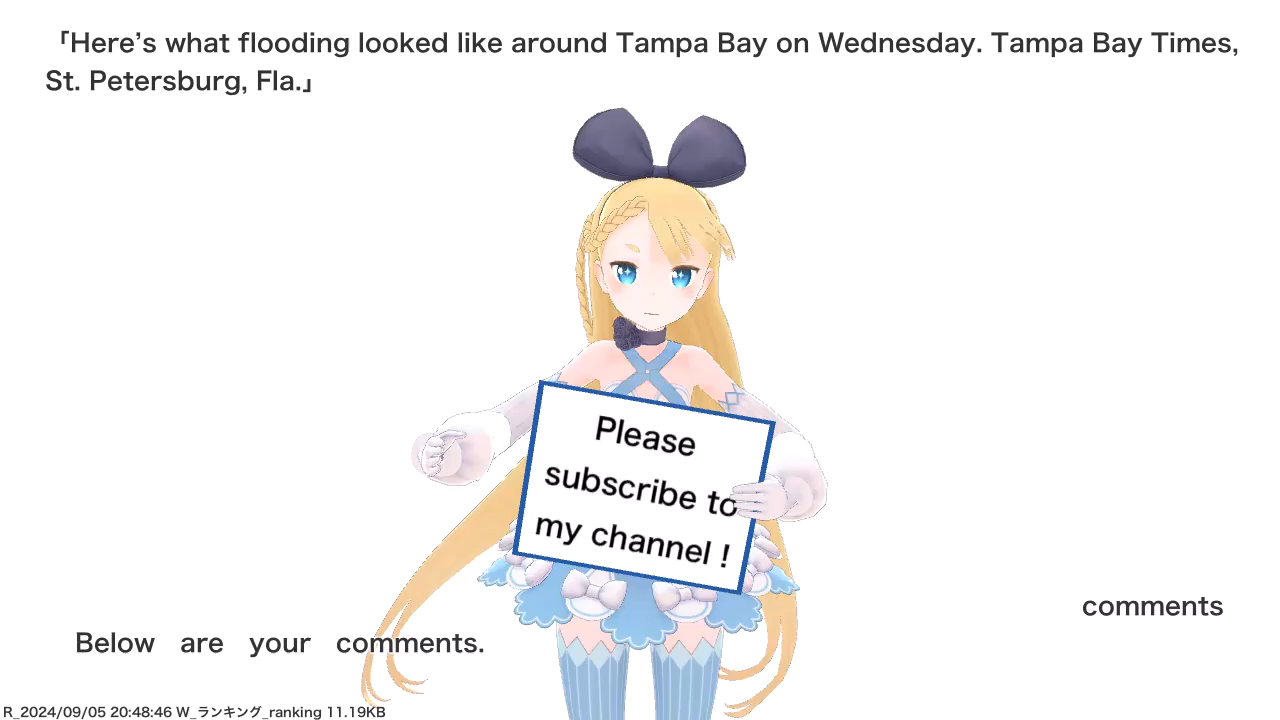 「Here’s what flooding looked like around Tampa Bay on Wednesday. Tampa Bay Times,
St. Petersburg, Fla.」
Please
subscribe to
my channel !
comments
Below are your comments.
R_2024/09/05 20:48:46 W_ランキング_ranking 11.19KB